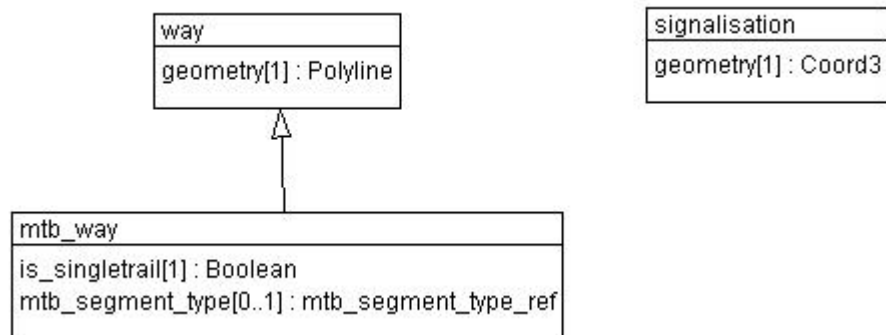 way
geometry[1] : Polyline
signalisation
geometry[1] : Coord3
mtb_way
is_singletrail[1] : Boolean
mtb_segment_type[0..1] : mtb_segment_type_ref